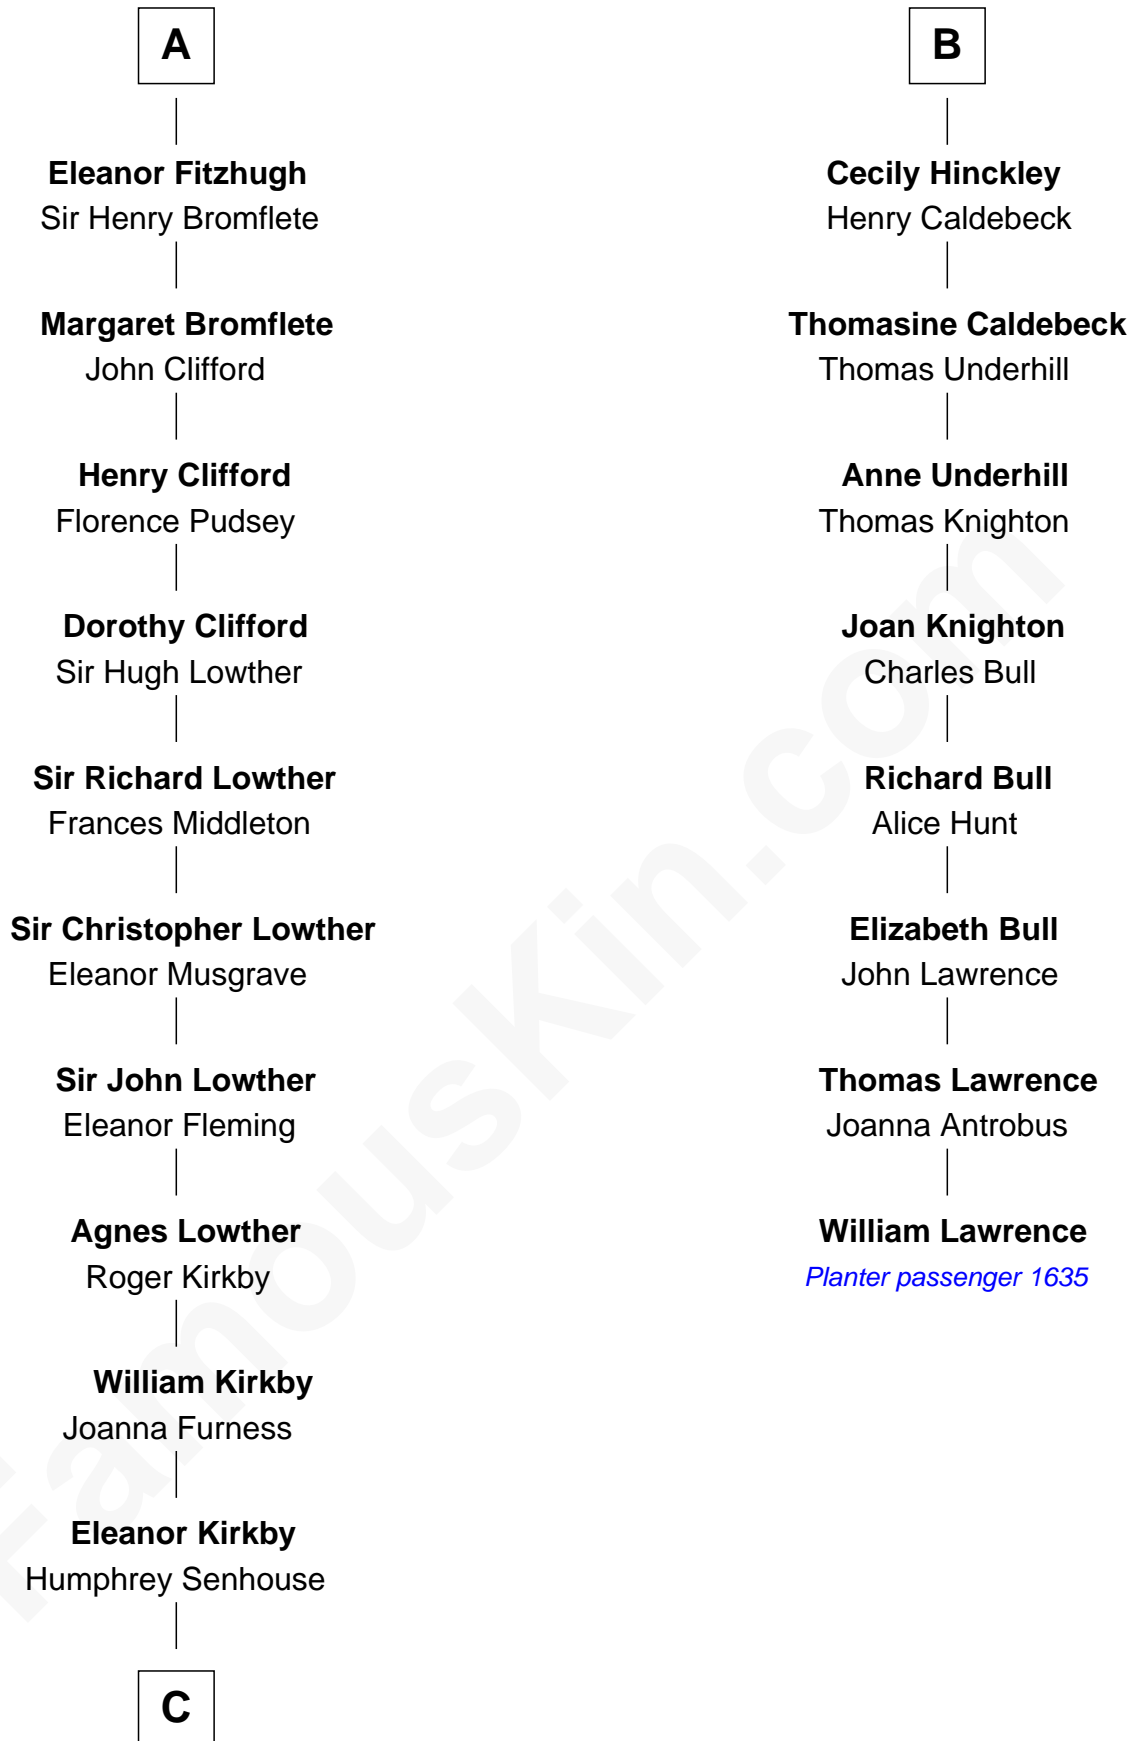 A
Eleanor Fitzhugh
Sir Henry Bromflete
Margaret Bromflete
John Clifford
Henry Clifford
Florence Pudsey
Dorothy Clifford
Sir Hugh Lowther
Sir Richard Lowther
Frances Middleton
Sir Christopher Lowther
Eleanor Musgrave
Sir John Lowther
Eleanor Fleming
Agnes Lowther
Roger Kirkby
William Kirkby
Joanna Furness
Eleanor Kirkby
Humphrey Senhouse
C
B
Cecily Hinckley
Henry Caldebeck
Thomasine Caldebeck
Thomas Underhill
Anne Underhill
Thomas Knighton
Joan Knighton
Charles Bull
Richard Bull
Alice Hunt
Elizabeth Bull
John Lawrence
Thomas Lawrence
Joanna Antrobus
William Lawrence
Planter passenger 1635
FamousKin.com